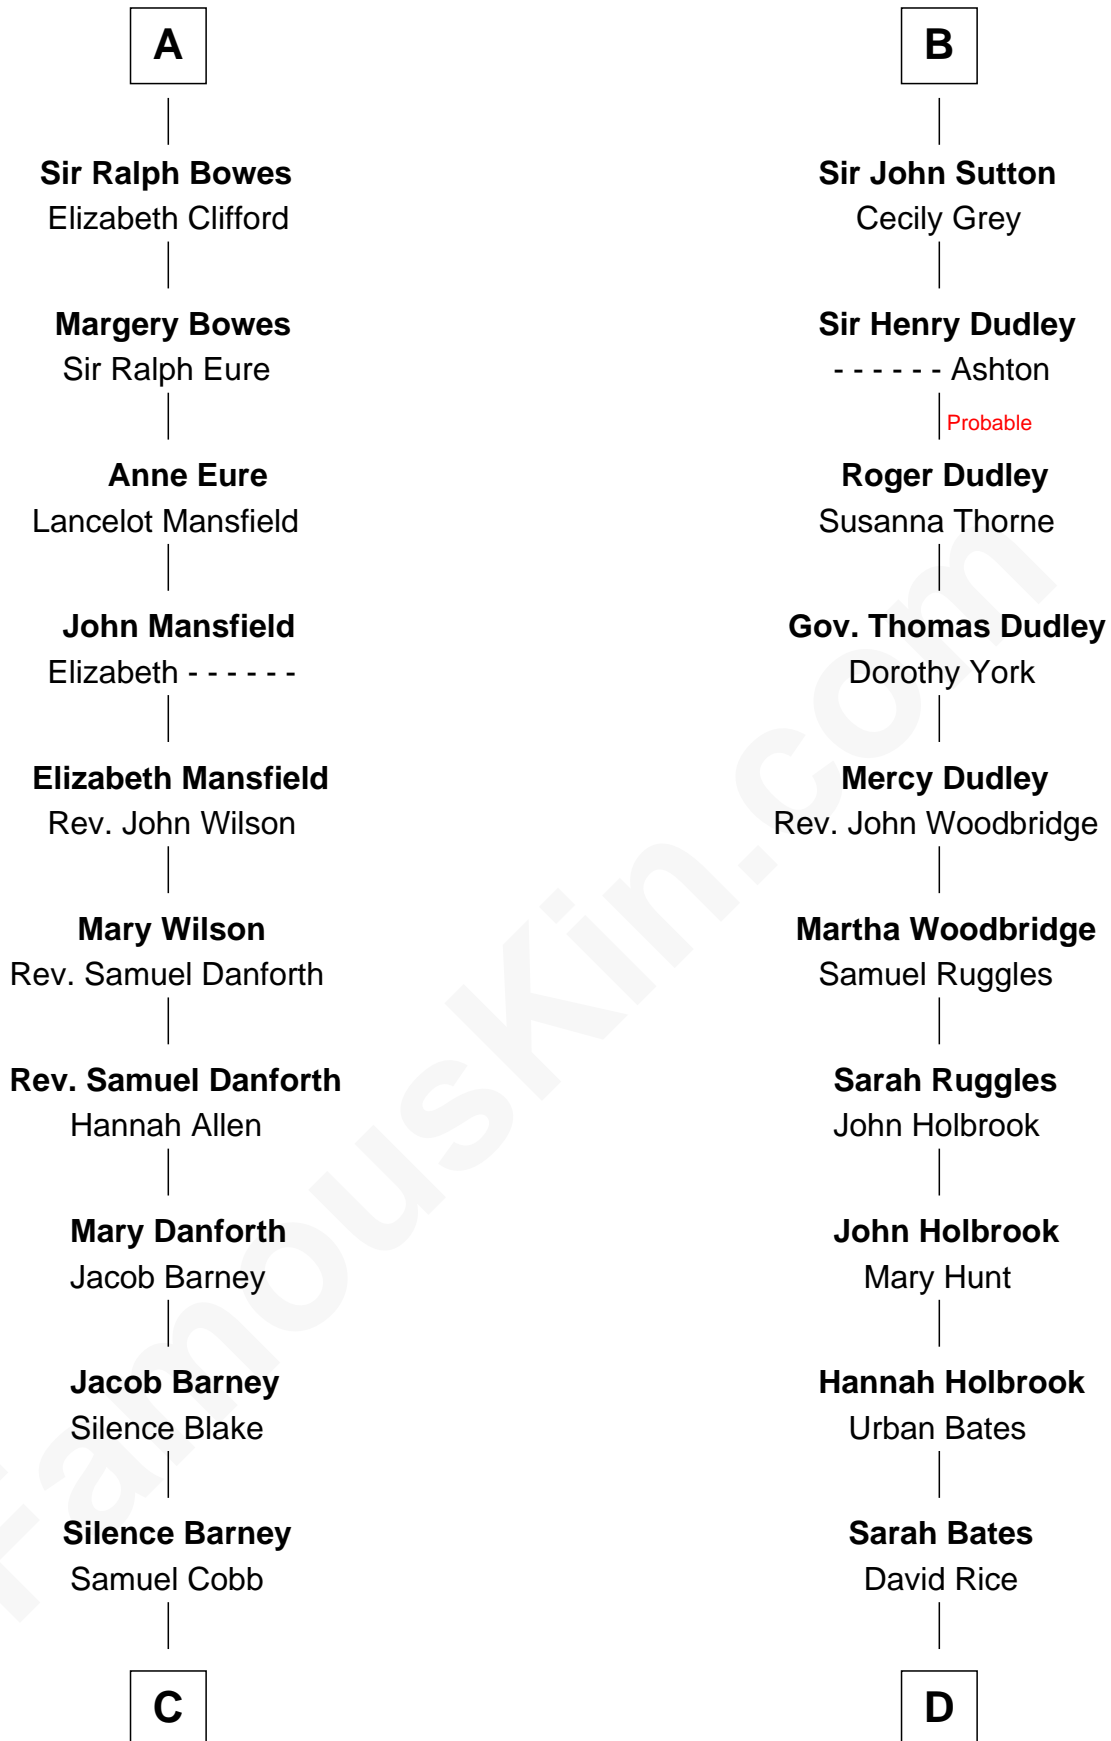 A
Sir Ralph Bowes
Elizabeth Clifford
Margery Bowes
Sir Ralph Eure
Anne Eure
Lancelot Mansfield
John Mansfield
Elizabeth - - - - - -
Elizabeth Mansfield
Rev. John Wilson
Mary Wilson
Rev. Samuel Danforth
Rev. Samuel Danforth
Hannah Allen
Mary Danforth
Jacob Barney
Jacob Barney
Silence Blake
Silence Barney
Samuel Cobb
C
B
Sir John Sutton
Cecily Grey
Sir Henry Dudley
- - - - - - Ashton
Probable
Roger Dudley
Susanna Thorne
Gov. Thomas Dudley
Dorothy York
Mercy Dudley
Rev. John Woodbridge
Martha Woodbridge
Samuel Ruggles
Sarah Ruggles
John Holbrook
John Holbrook
Mary Hunt
Hannah Holbrook
Urban Bates
Sarah Bates
David Rice
D
FamousKin.com